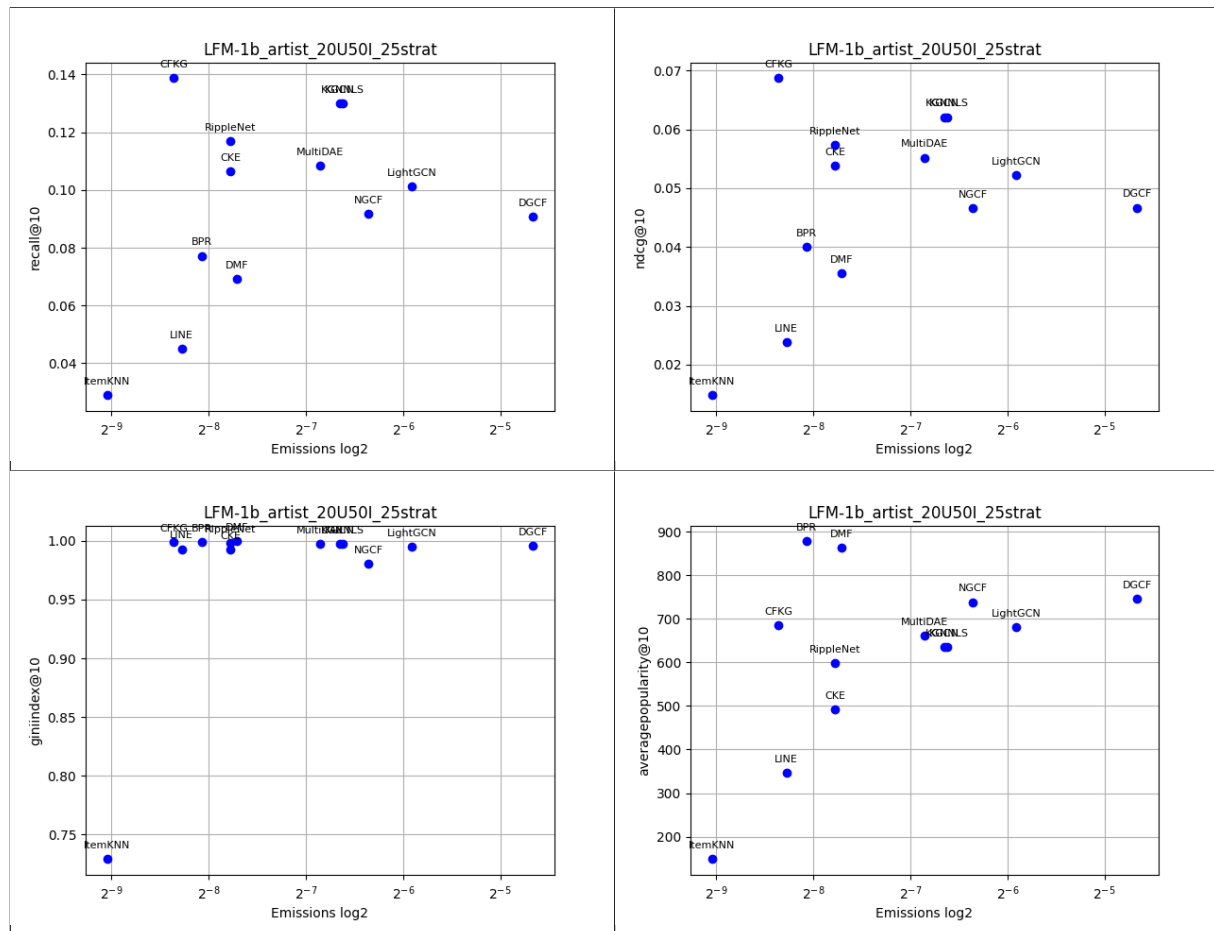 LFM-1b_artist_20U50I_25strat
CFKG
KGCN
KGNNLS
RippleNet
CKE
MultiDAE
LightGCN
NGCF
DGCF
BPR
DMF
LINE
ItemKNN
0.14
0.12
0.10
0.08
0.06
0.04
recall@10
2⁻⁹ 2⁻⁸ 2⁻⁷ 2⁻⁶ 2⁻⁵
Emissions log2
LFM-1b_artist_20U50I_25strat
CFKG
KGCN
KGNNLS
RippleNet
CKE
MultiDAE
LightGCN
NGCF
DGCF
BPR
DMF
LINE
ItemKNN
0.07
0.06
0.05
0.04
0.03
0.02
ndcg@10
2⁻⁹ 2⁻⁸ 2⁻⁷ 2⁻⁶ 2⁻⁵
Emissions log2
LFM-1b_artist_20U50I_25strat
CFKG
LINE
BPR
RippleNet
DMF
CKE
MultiDAE
KGCN
KGNNLS
NGCF
LightGCN
DGCF
ItemKNN
1.00
0.95
0.90
0.85
0.80
0.75
giniindex@10
2⁻⁹ 2⁻⁸ 2⁻⁷ 2⁻⁶ 2⁻⁵
Emissions log2
LFM-1b_artist_20U50I_25strat
BPR
DMF
NGCF
DGCF
CFKG
MultiDAE
KGCN
KGNNLS
LightGCN
RippleNet
CKE
LINE
ItemKNN
900
800
700
600
500
400
300
200
averagepopularity@10
2⁻⁹ 2⁻⁸ 2⁻⁷ 2⁻⁶ 2⁻⁵
Emissions log2